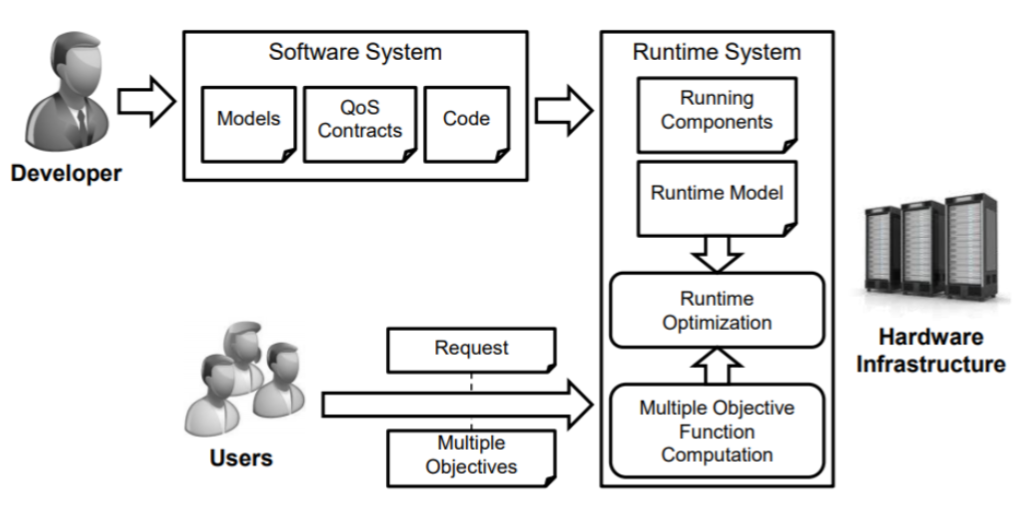 Developer
Software System
Models
QoS
Contracts
Code
Runtime System
Running
Components
Runtime Model
Runtime
Optimization
Multiple Objective
Function
Computation
Hardware
Infrastructure
Users
Request
Multiple
Objectives